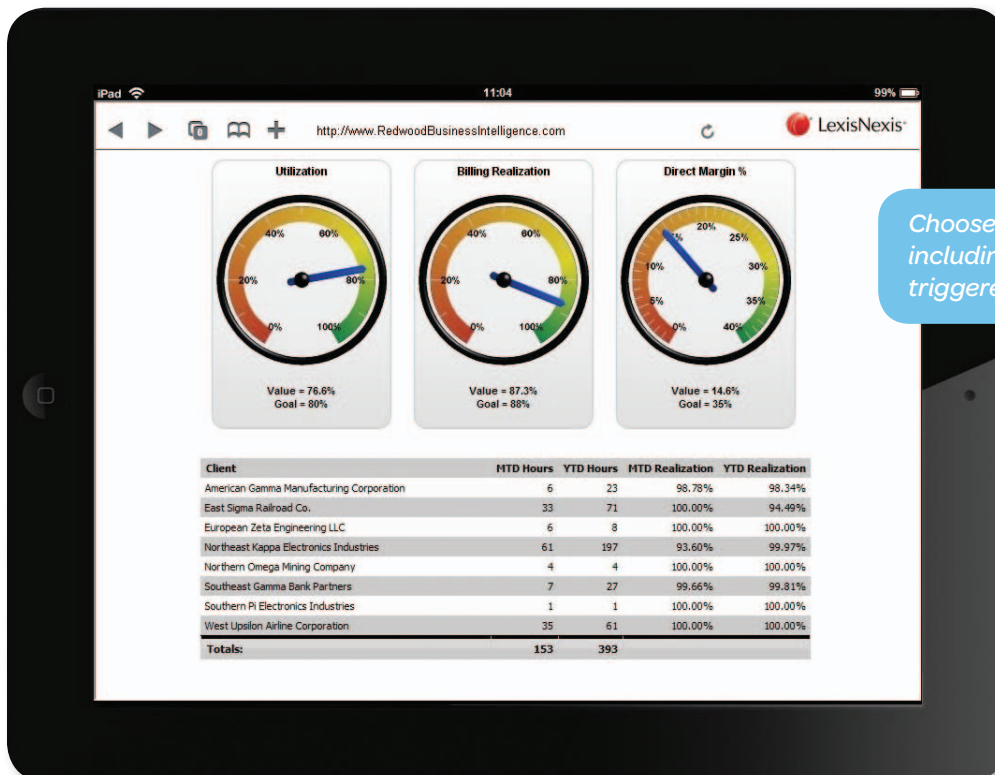 iPad 11:04 99%
0 http://www.RedwoodBusinessIntelligence.com LexisNexis
Utilization
40% 60%
20% 80%
0% 100%
Value = 76.6%
Goal = 80%
Billing Realization
40% 60%
20% 80%
0% 100%
Value = 87.3%
Goal = 88%
Direct Margin %
20%
25%
10% 30%
5% 35%
0% 40%
Value = 14.6%
Goal = 35%
Choose
includin
triggere
Client MTD Hours YTD Hours MTD Realization YTD Realization
American Gamma Manufacturing Corporation 6 23 98.78% 98.34%
East Sigma Railroad Co. 33 71 100.00% 94.49%
European Zeta Engineering LLC 6 8 100.00% 100.00%
Northeast Kappa Electronics Industries 61 197 93.60% 99.97%
Northern Omega Mining Company 4 4 100.00% 100.00%
Southeast Gamma Bank Partners 7 27 99.66% 99.81%
Southern Pi Electronics Industries 1 1 100.00% 100.00%
West Upsilon Airline Corporation 35 61 100.00% 100.00%
Totals: 153 393